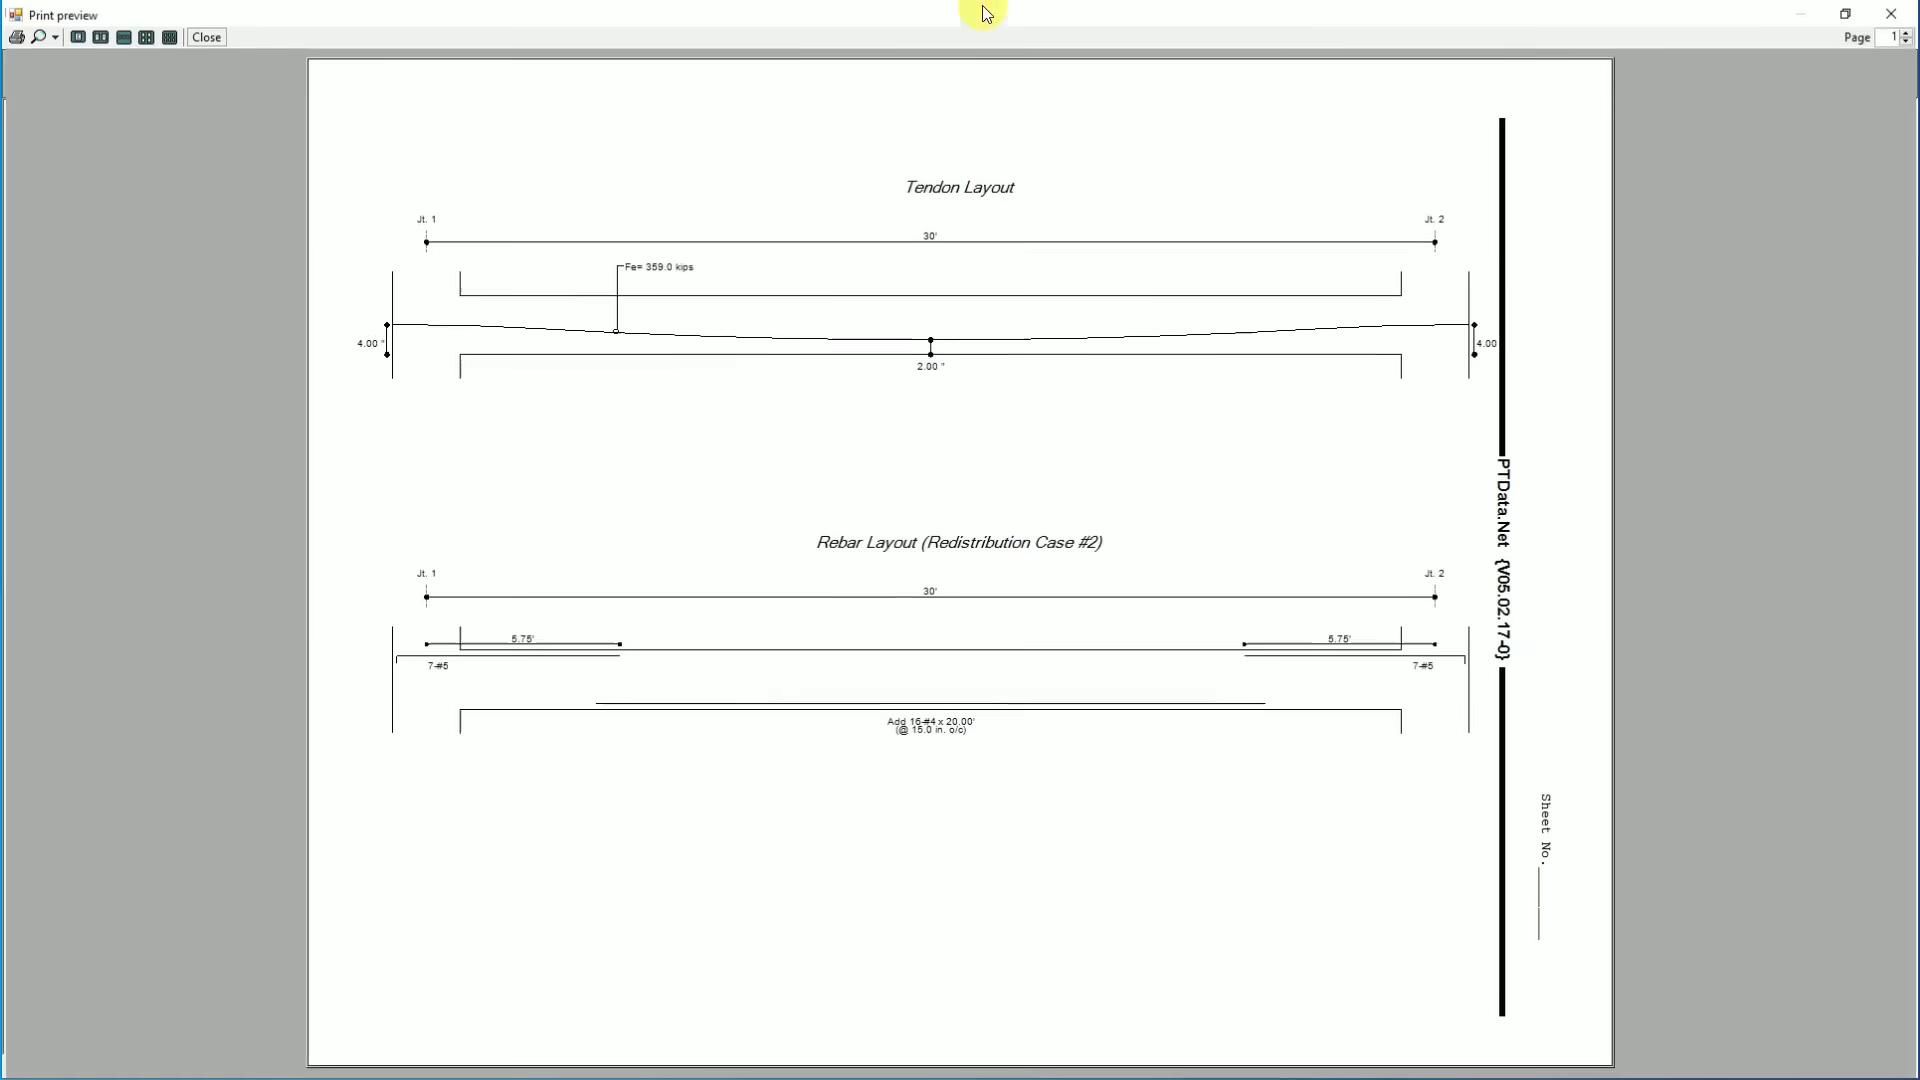 Print preview
Close
Page 1
Tendon Layout
Jt. 1
Jt. 2
30'
Fe= 359.0 kips
4.00 "
4.00
2.00 "
PTData.Net {V05.02.17-0}
Rebar Layout (Redistribution Case #2)
Jt. 1
Jt. 2
30'
5.75'
5.75'
7-#5
7-#5
Add 16-#4 x 20.00'
(@ 15.0 in. o/c)
Sheet No.